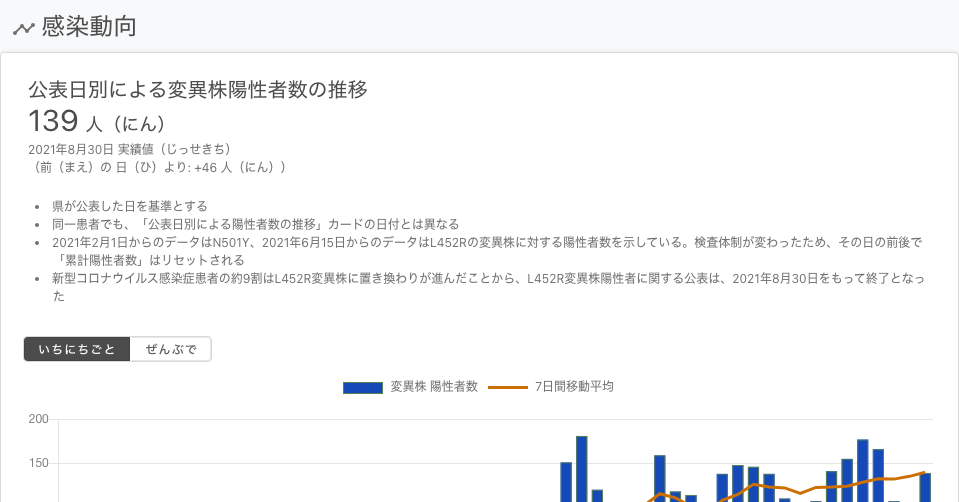 感染動向
公表日別による変異株陽性者数の推移
139 人（にん）
2021年8月30日 実績値（じっせきち）
（前（まえ）の 日（ひ）より: +46 人（にん））
県が公表した日を基準とする
同一患者でも、「公表日別による陽性者数の推移」カードの日付とは異なる
2021年2月1日からのデータはN501Y、2021年6月15日からのデータはL452Rの変異株に対する陽性者数を示している。検査体制が変わったため、その日の前後で
「累計陽性者数」はリセットされる
新型コロナウイルス感染症患者の約9割はL452R変異株に置き換わりが進んだことから、L452R変異株陽性者に関する公表は、2021年8月30日をもって終了となっ
た
いちにちごと ぜんぶで
変異株 陽性者数 7日間移動平均
200
150